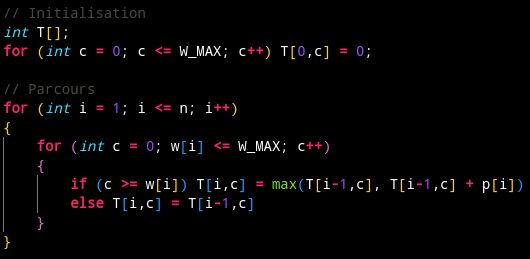 // Initialisation
int T[];
for (int c = 0; c <= W_MAX; c++) T[0,c] = 0;
// Parcours
for (int i = 1; i <= n; i++)
{
for (int c = 0; w[i] <= W_MAX; c++)
{
if (c >= w[i]) T[i,c] = max(T[i-1,c], T[i-1,c] + p[i])
else T[i,c] = T[i-1,c]
}
}